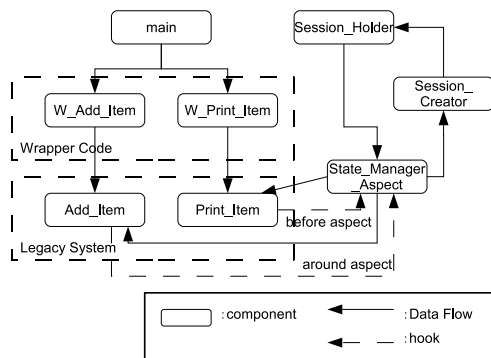 main
Session_Holder
W_Add_Item
W_Print_Item
Session_
Creator
Wrapper Code
State_Manager
_Aspect
Add_Item
Print_Item
before aspect
Legacy System
around aspect
:component
:Data Flow
:hook